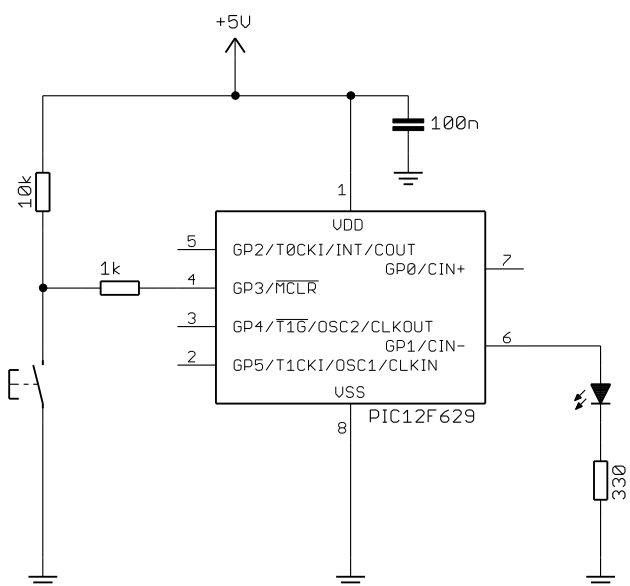 +5V
100n
10k
1
VDD
5
GP2/T0CKI/INT/COUT
7
GP0/CIN+
1k
4
GP3/MCLR
3
GP4/T1G/OSC2/CLKOUT
6
GP1/CIN-
2
GP5/T1CKI/OSC1/CLKIN
VSS
8
PIC12F629
330